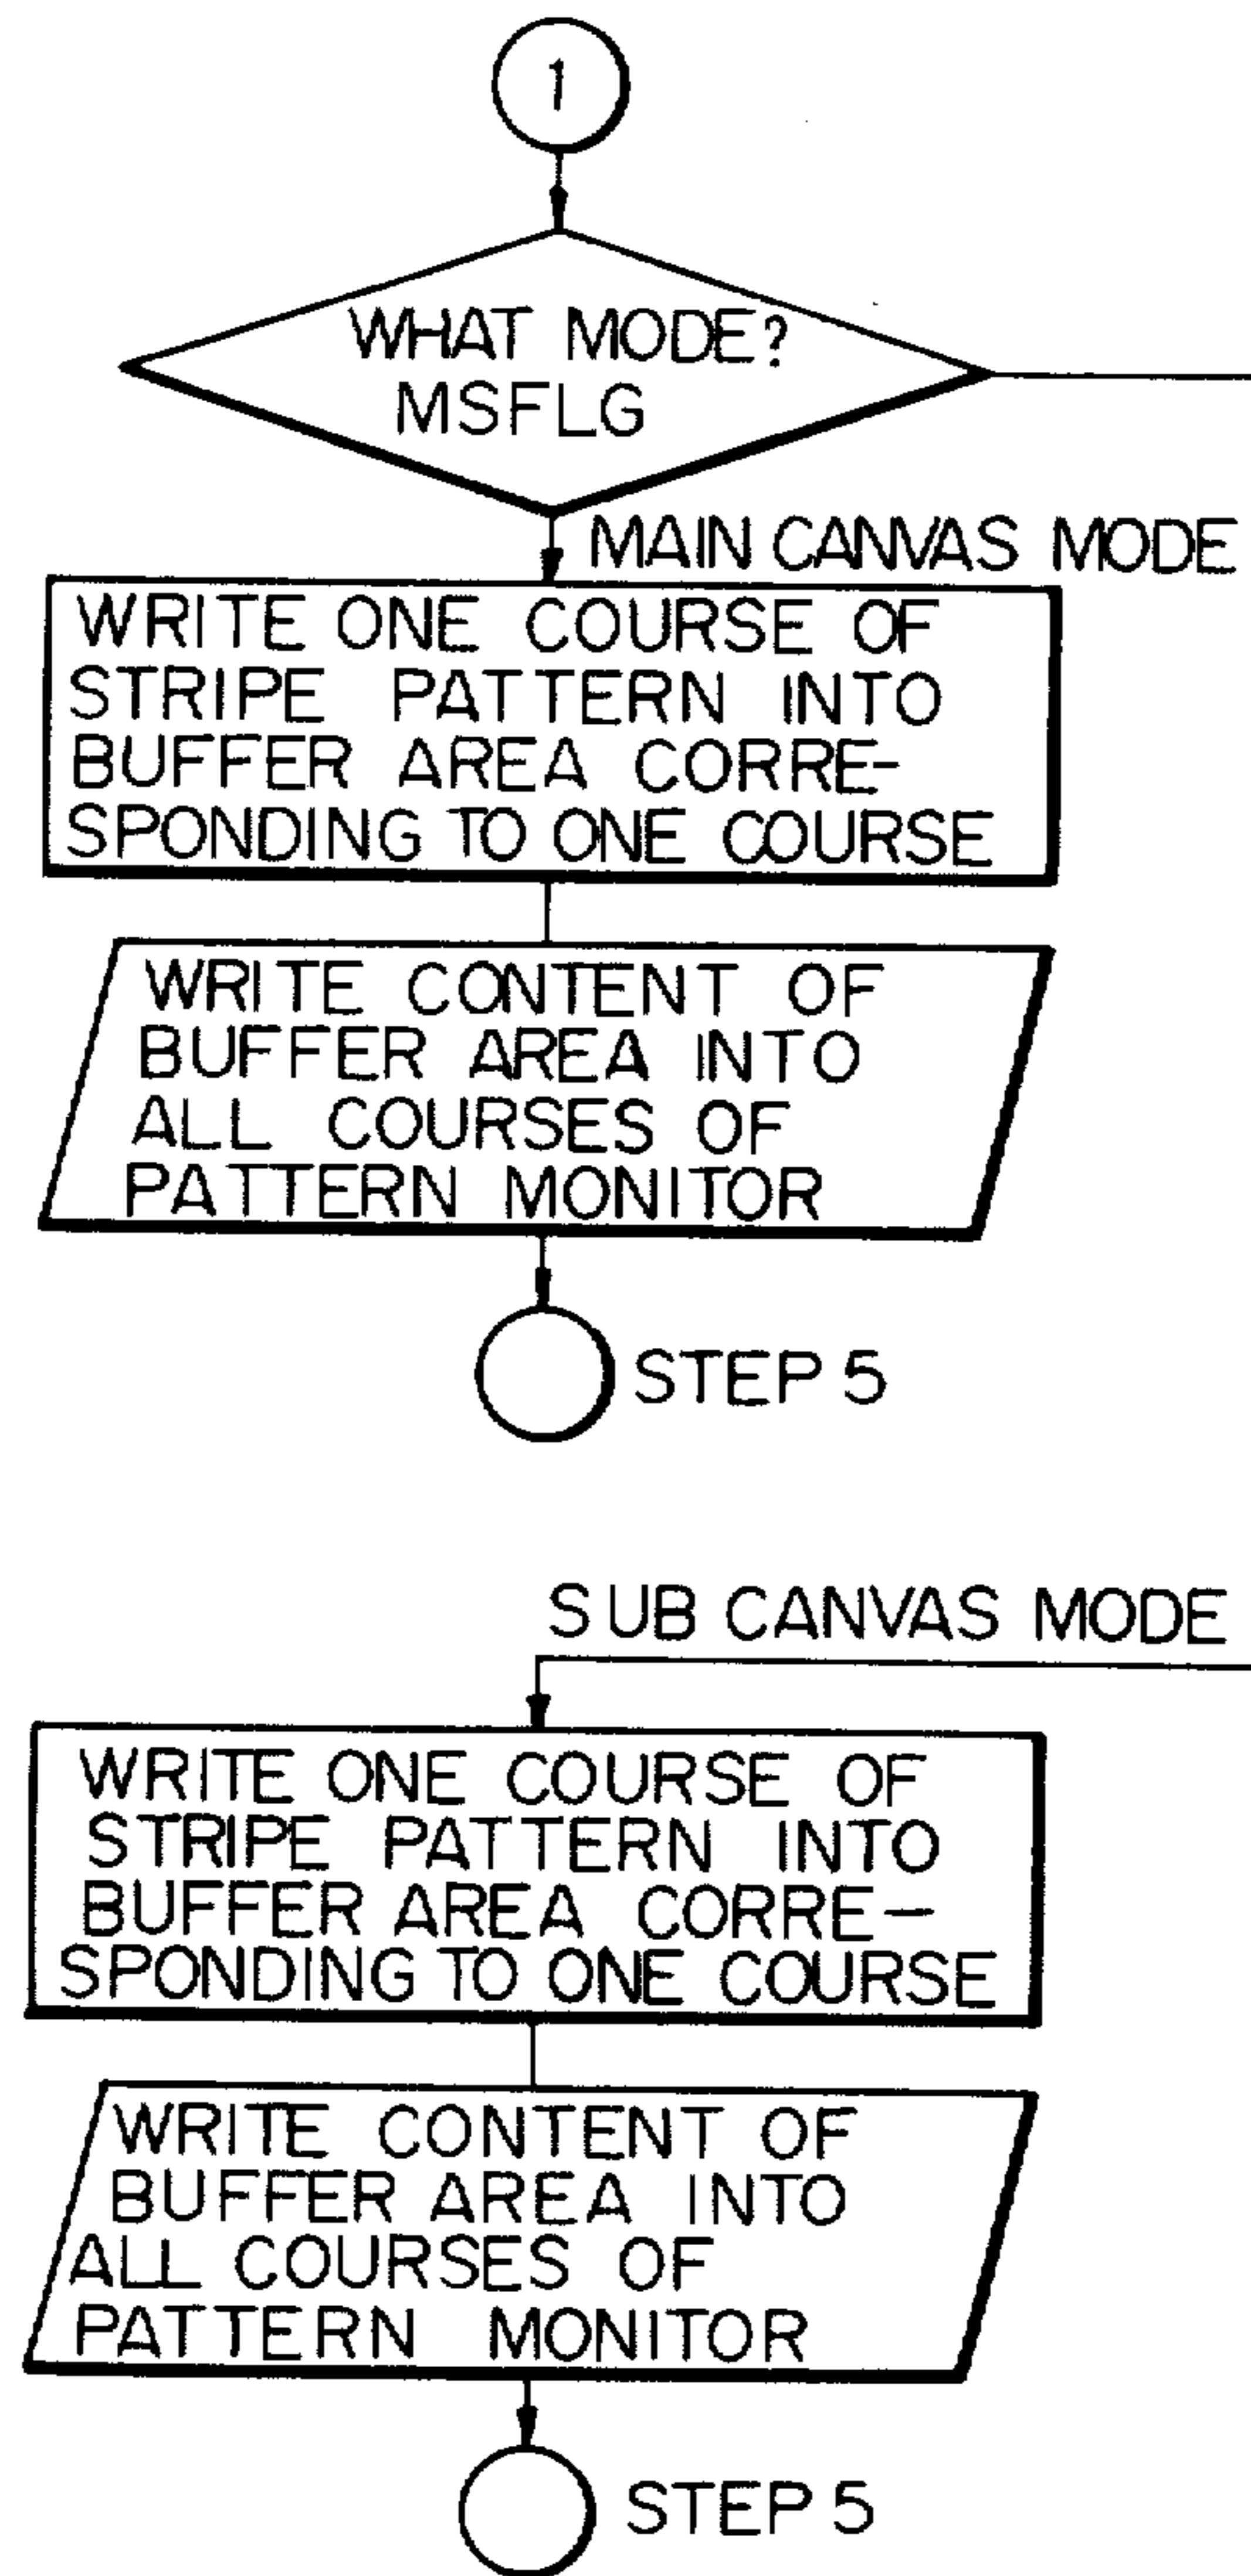 1
WHAT MODE?
MSFLG
MAIN CANVAS MODE
WRITE ONE COURSE OF
STRIPE PATTERN INTO
BUFFER AREA CORRE-
SPONDING TO ONE COURSE
WRITE CONTENT OF
BUFFER AREA INTO
ALL COURSES OF
PATTERN MONITOR
STEP 5
SUB CANVAS MODE
WRITE ONE COURSE OF
STRIPE PATTERN INTO
BUFFER AREA CORRE-
SPONDING TO ONE COURSE
WRITE CONTENT OF
BUFFER AREA INTO
ALL COURSES OF
PATTERN MONITOR
STEP 5